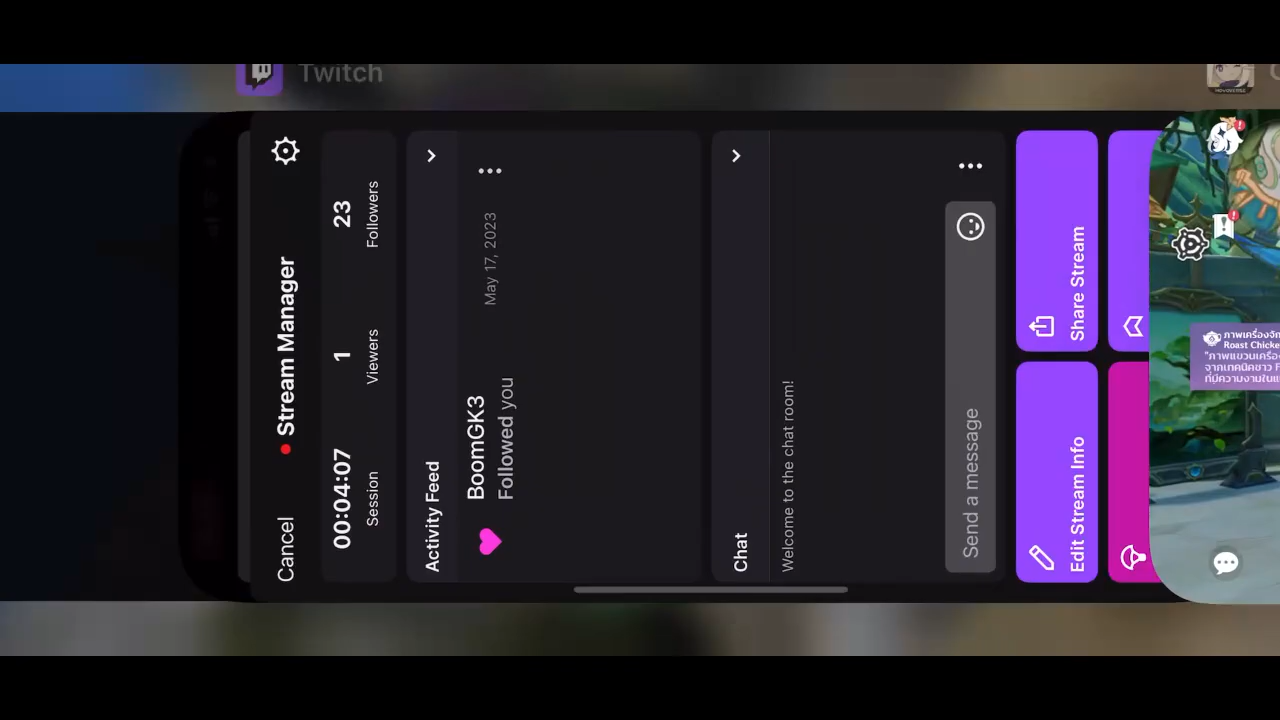 Twitch
Cancel
Stream Manager
00:04:07
Session
1
Viewers
23
Followers
Activity Feed
BoomGK3
Followed you
May 17, 2023
Chat
Welcome to the chat room!
Send a message
Edit Stream Info
Share Stream
Roast Chicke